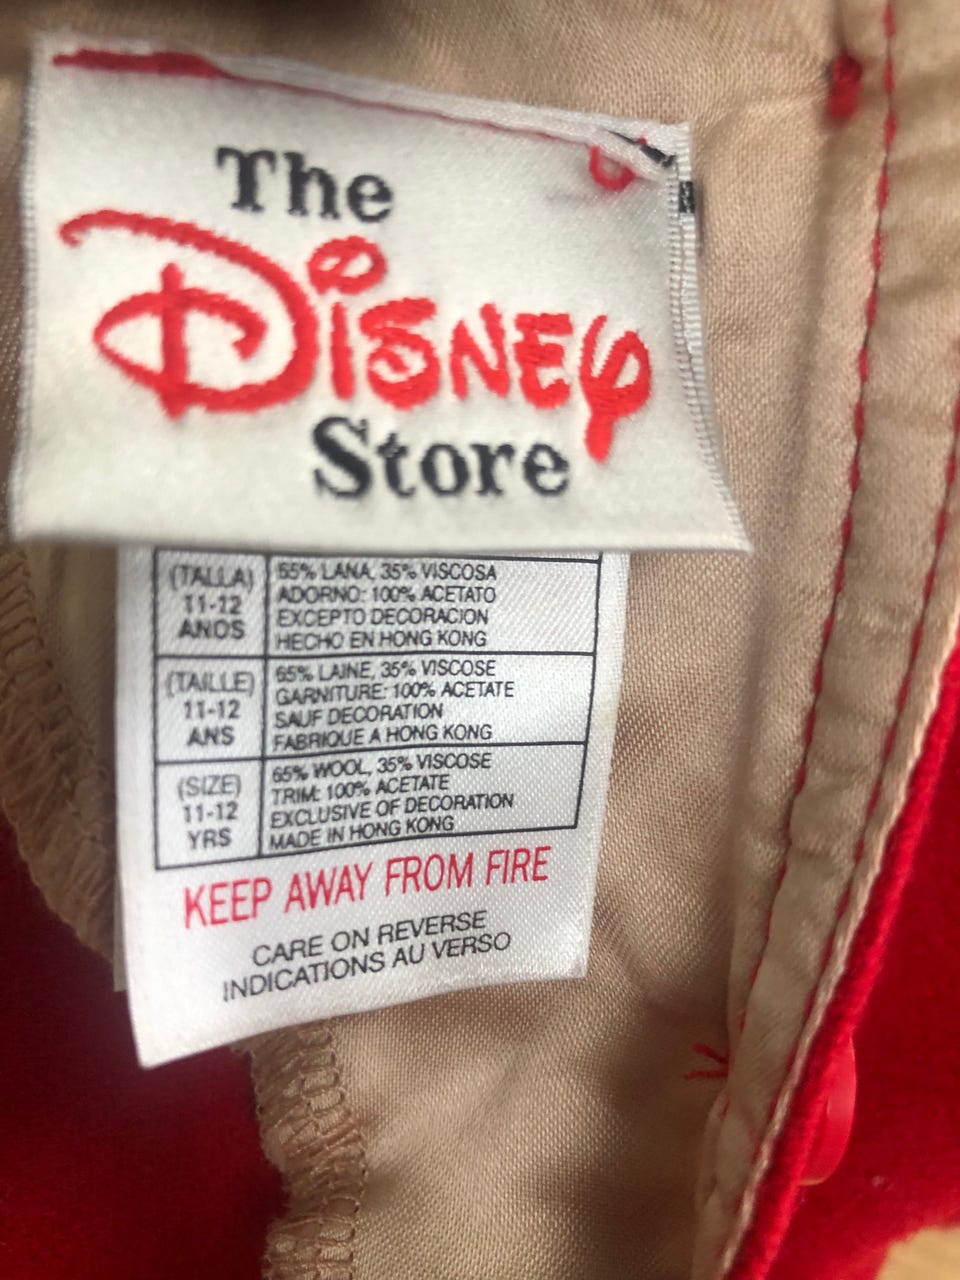 The
DISNEY
Store
(TALLA)
11-12
ANOS
65% LANA, 35% VISCOSA
ADORNO: 100% ACETATO
EXCEPTO DECORACION
HECHO EN HONG KONG
(TAILLE)
11-12
ANS
65% LAINE, 35% VISCOSE
GARNITURE: 100% ACETATE
SAUF DECORATION
FABRIQUE A HONG KONG
(SIZE)
11-12
YRS
65% WOOL, 35% VISCOSE
TRIM: 100% ACETATE
EXCLUSIVE OF DECORATION
MADE IN HONG KONG
KEEP AWAY FROM FIRE
CARE ON REVERSE
INDICATIONS AU VERSO